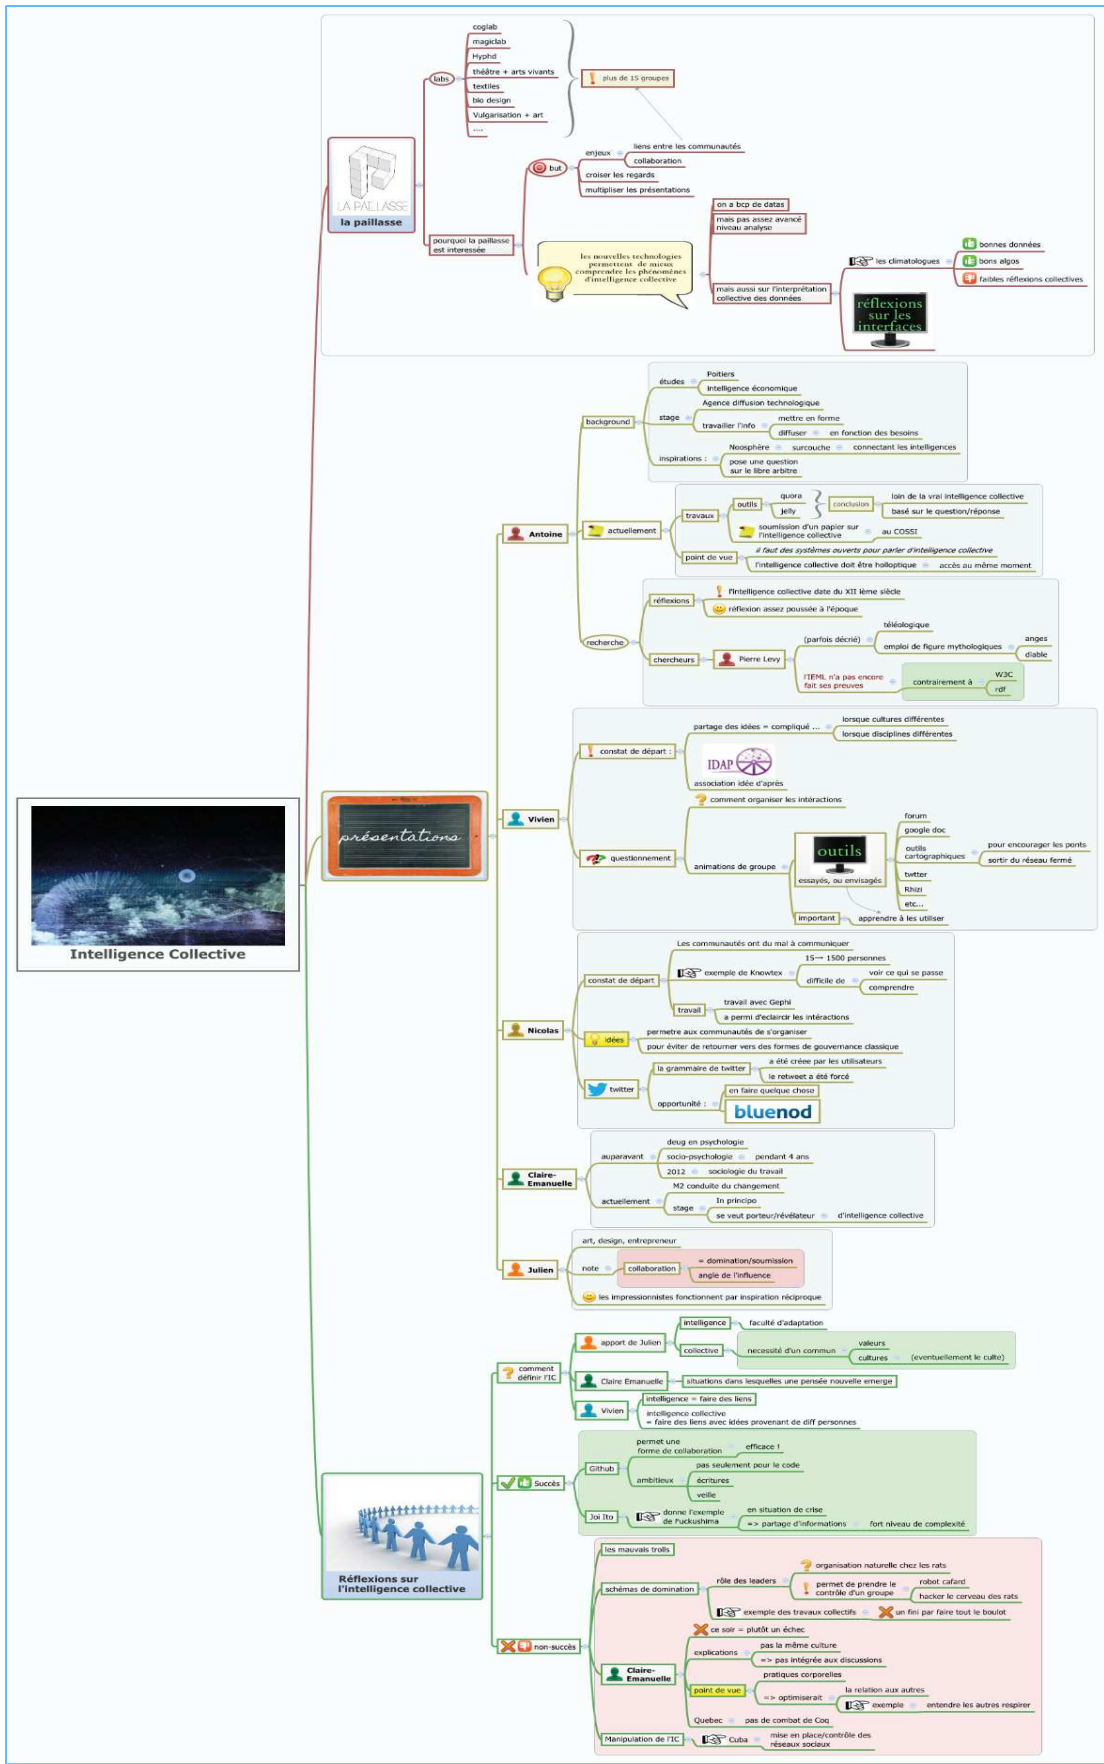 coglab
magiclab
Hyphd
théâtre + arts vivants
textiles
bio design
Vulgarisation + art
....
labs
plus de 15 groupes
LA PAILLASSE
la paillasse
pourquoi la paillasse
est interessée
but
enjeux
liens entre les communautés
collaboration
croiser les regards
multipliser les présentations
les nouvelles technologies
permettent de mieux
comprendre les phénomènes
d'intelligence collective
on a bcp de datas
mais pas assez avancé
niveau analyse
mais aussi sur l'interprétation
collective des données
les climatologues
bonnes données
bons algos
faibles réflexions collectives
réflexions
sur les
interfaces
Intelligence Collective
présentations
Antoine
background
études
Poitiers
intelligence économique
stage
Agence diffusion technologique
travailler l'info
mettre en forme
diffuser
en fonction des besoins
inspirations :
Noosphère
surcouche
connectant les intelligences
pose une question
sur le libre arbitre
actuellement
travaux
outils
quora
jelly
conclusion
loin de la vrai intelligence collective
basé sur le question/réponse
soumission d'un papier sur
l'intelligence collective
au COSSI
point de vue
il faut des systèmes ouverts pour parler d'intelligence collective
l'intelligence collective doit être holloptique
accès au même moment
recherche
réflexions
l'intelligence collective date du XII ième siècle
réflexion assez poussée à l'époque
chercheurs
Pierre Levy
(parfois décrié)
téléologique
emploi de figure mythologiques
anges
diable
l'IEML n'a pas encore
fait ses preuves
contrairement à
W3C
rdf
Vivien
constat de départ :
partage des idées = compliqué ...
lorsque cultures différentes
lorsque disciplines différentes
IDAP
association idée d'après
questionnement
comment organiser les intéractions
animations de groupe
outils
essayés, ou envisagés
forum
google doc
outils
cartographiques
pour encourager les ponts
sortir du réseau fermé
twtter
Rhizi
etc...
important
apprendre à les utiliser
Nicolas
constat de départ
Les communautés ont du mal à communiquer
exemple de Knowtex
15→ 1500 personnes
difficile de
voir ce qui se passe
comprendre
travail
travail avec Gephi
a permi d'eclaircir les intéractions
idées
permetre aux communautés de s'organiser
pour éviter de retourner vers des formes de gouvernance classique
twitter
la grammaire de twitter
a été créee par les utilisateurs
le retweet a été forcé
opportunité :
en faire quelque chose
bluenod
Claire-
Emanuelle
auparavant
deug en psychologie
socio-psychologie
pendant 4 ans
2012
sociologie du travail
actuellement
M2 conduite du changement
stage
In principo
se veut porteur/révélateur
d'intelligence collective
Julien
art, design, entrepreneur
note
collaboration
= domination/soumission
angle de l'influence
les impressionnistes fonctionnent par inspiration réciproque
Réflexions sur
l'intelligence collective
comment
définir l'IC
apport de Julien
intelligence
faculté d'adaptation
collective
necessité d'un commun
valeurs
cultures
(eventuellement le culte)
Claire Emanuelle
situations dans lesquelles une pensée nouvelle emerge
Vivien
intelligence = faire des liens
intelligence collective
= faire des liens avec idées provenant de diff personnes
Succès
Github
permet une
forme de collaboration
efficace !
ambitieux
pas seulement pour le code
écritures
veille
Joi Ito
donne l'exemple
de Fuckushima
en situation de crise
=> partage d'informations
fort niveau de complexité
non-succès
les mauvais trolls
schémas de domination
rôle des leaders
organisation naturelle chez les rats
permet de prendre le
contrôle d'un groupe
robot cafard
hacker le cerveau des rats
exemple des travaux collectifs
un fini par faire tout le boulot
Claire-
Emanuelle
ce soir = plutôt un échec
explications
pas la même culture
=> pas intégrée aux discussions
point de vue
pratiques corporelles
=> optimiserait
la relation aux autres
exemple
entendre les autres respirer
Quebec
pas de combat de Coq
Manipulation de l'IC
Cuba
mise en place/contrôle des
réseaux sociaux